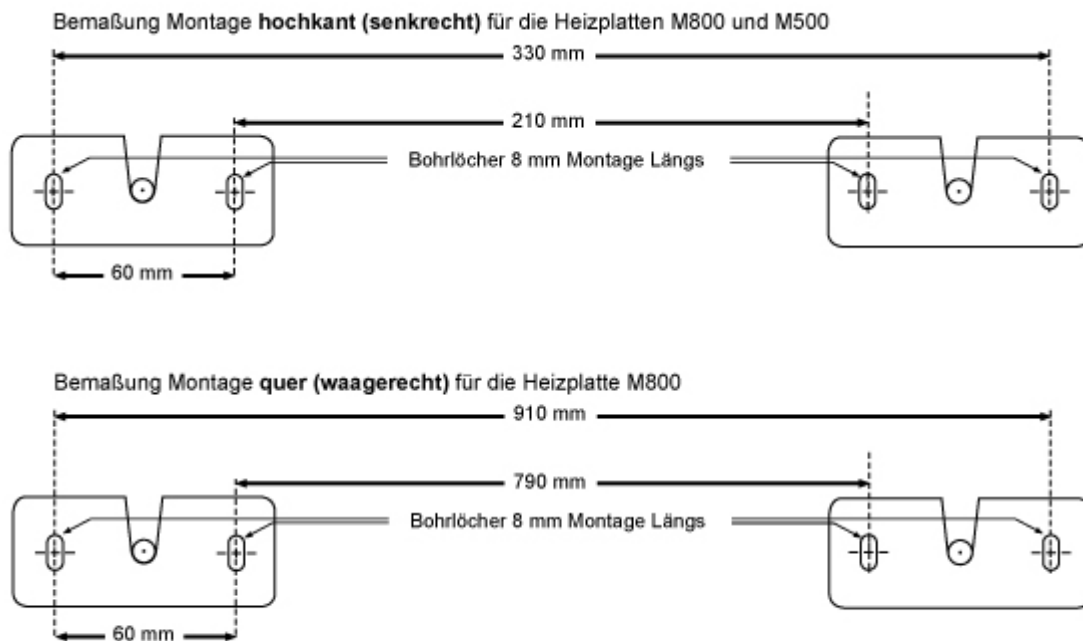 Bemaßung Montage hochkant (senkrecht) für die Heizplatten M800 und M500
330 mm
210 mm
Bohrlöcher 8 mm Montage Längs
60 mm
Bemaßung Montage quer (waagerecht) für die Heizplatte M800
910 mm
790 mm
Bohrlöcher 8 mm Montage Längs
60 mm